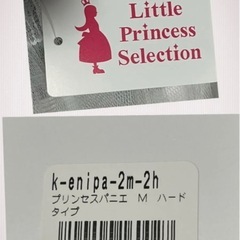 Little
Princess
Selection
k-enipa-2m-2h
プリンセスパニエ M ハード
タイプ